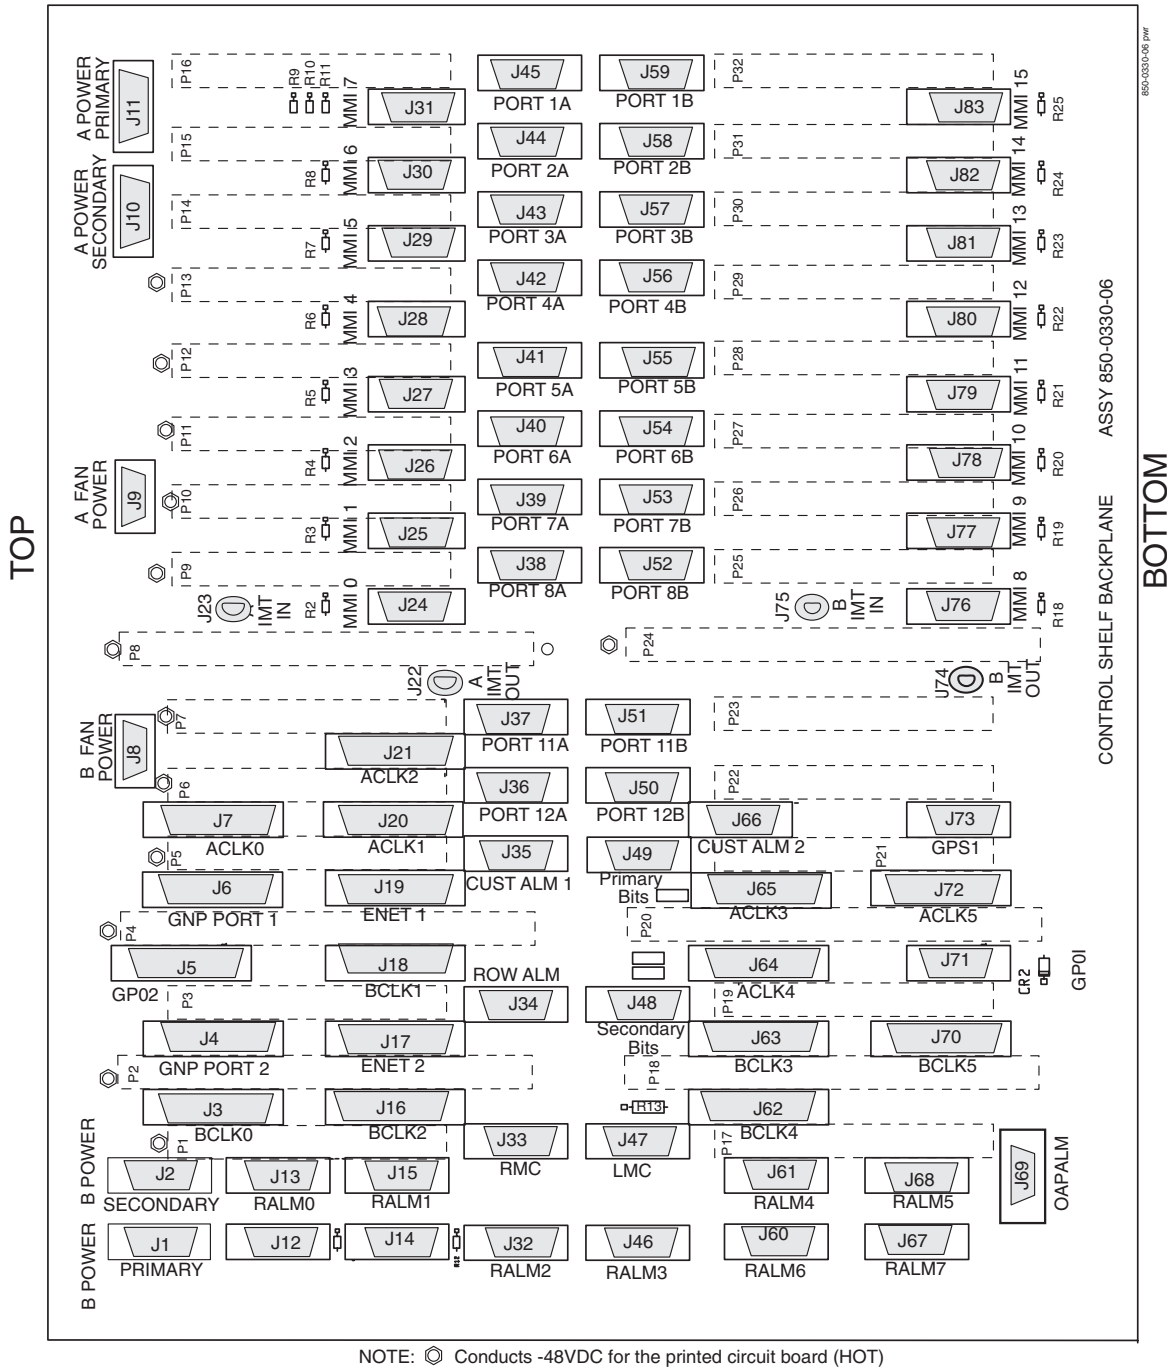 850-0330-06 pwr
TOP
BOTTOM
CONTROL SHELF BACKPLANE ASSY 850-0330-06
A POWER
PRIMARY
J11
P16
R9
R10
R11
MMI 7
J31
J45
PORT 1A
J59
PORT 1B
P32
J83
MMI 15
R25
P15
R8
MMI 6
J30
J44
PORT 2A
J58
PORT 2B
P31
J82
MMI 14
R24
A POWER
SECONDARY
J10
P14
R7
MMI 5
J29
J43
PORT 3A
J57
PORT 3B
P30
J81
MMI 13
R23
P13
R6
MMI 4
J28
J42
PORT 4A
J56
PORT 4B
P29
J80
MMI 12
R22
P12
R5
MMI 3
J27
J41
PORT 5A
J55
PORT 5B
P28
J79
MMI 11
R21
P11
R4
MMI 2
J26
J40
PORT 6A
J54
PORT 6B
P27
J78
MMI 10
R20
A FAN
POWER
J9
P10
R3
MMI 1
J25
J39
PORT 7A
J53
PORT 7B
P26
J77
MMI 9
R19
P9
J23
IMT
IN
R2
MMI 0
J24
J38
PORT 8A
J52
PORT 8B
P25
J75
B
IMT
IN
J76
MMI 8
R18
P8
P24
J22
A
IMT
OUT
J74
B
IMT
OUT
B FAN
POWER
J8
P7
J21
ACLK2
J37
PORT 11A
J51
PORT 11B
P23
P6
J7
ACLK0
J20
ACLK1
J36
PORT 12A
J50
PORT 12B
P22
J66
CUST ALM 2
J73
GPS1
P5
J6
GNP PORT 1
J19
ENET 1
J35
CUST ALM 1
J49
Primary
Bits
J65
ACLK3
P21
J72
ACLK5
P4
P20
J5
GP02
J18
BCLK1
ROW ALM
J34
J64
ACLK4
J71
CR2
GP0I
P3
J4
GNP PORT 2
J17
ENET 2
J48
Secondary
Bits
P19
J63
BCLK3
J70
BCLK5
P2
P18
J3
BCLK0
J16
BCLK2
R13
J62
BCLK4
P1
J33
RMC
J47
LMC
P17
B POWER
J2
SECONDARY
J13
RALM0
J15
RALM1
J61
RALM4
J68
RALM5
J69
OAPALM
B POWER
J1
PRIMARY
J12
J14
R12
J32
RALM2
J46
RALM3
J60
RALM6
J67
RALM7
NOTE: Conducts -48VDC for the printed circuit board (HOT)